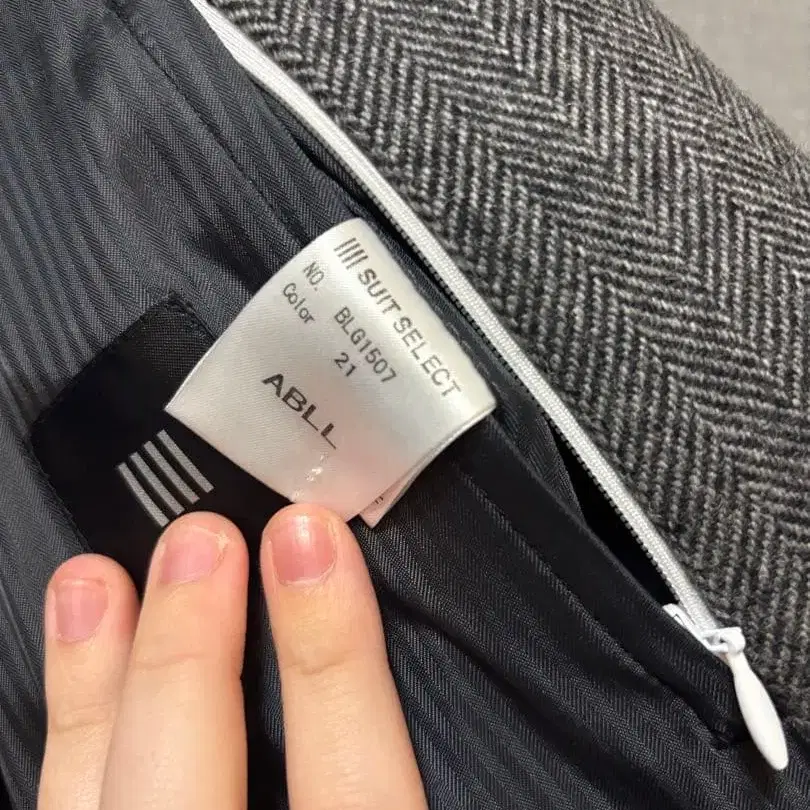 SUIT SELECT
NO. BLG1507
Color 21
ABLL